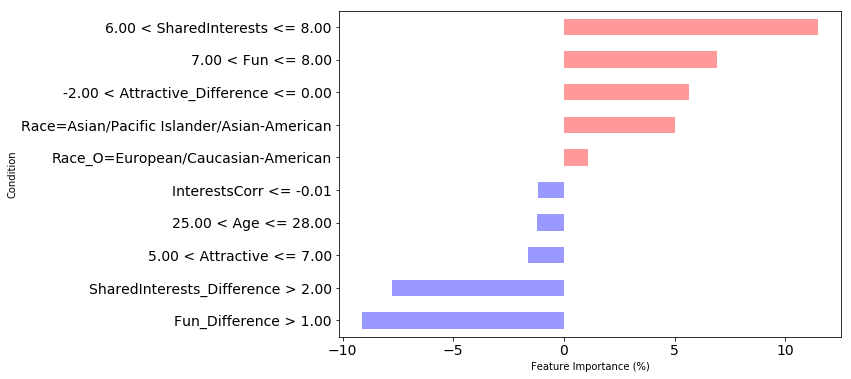 6.00 < SharedInterests <= 8.00
7.00 < Fun <= 8.00
-2.00 < Attractive_Difference <= 0.00
Race=Asian/Pacific Islander/Asian-American
Race_O=European/Caucasian-American
InterestsCorr <= -0.01
25.00 < Age <= 28.00
5.00 < Attractive <= 7.00
SharedInterests_Difference > 2.00
Fun_Difference > 1.00
Condition
−10 −5 0 5 10
Feature Importance (%)